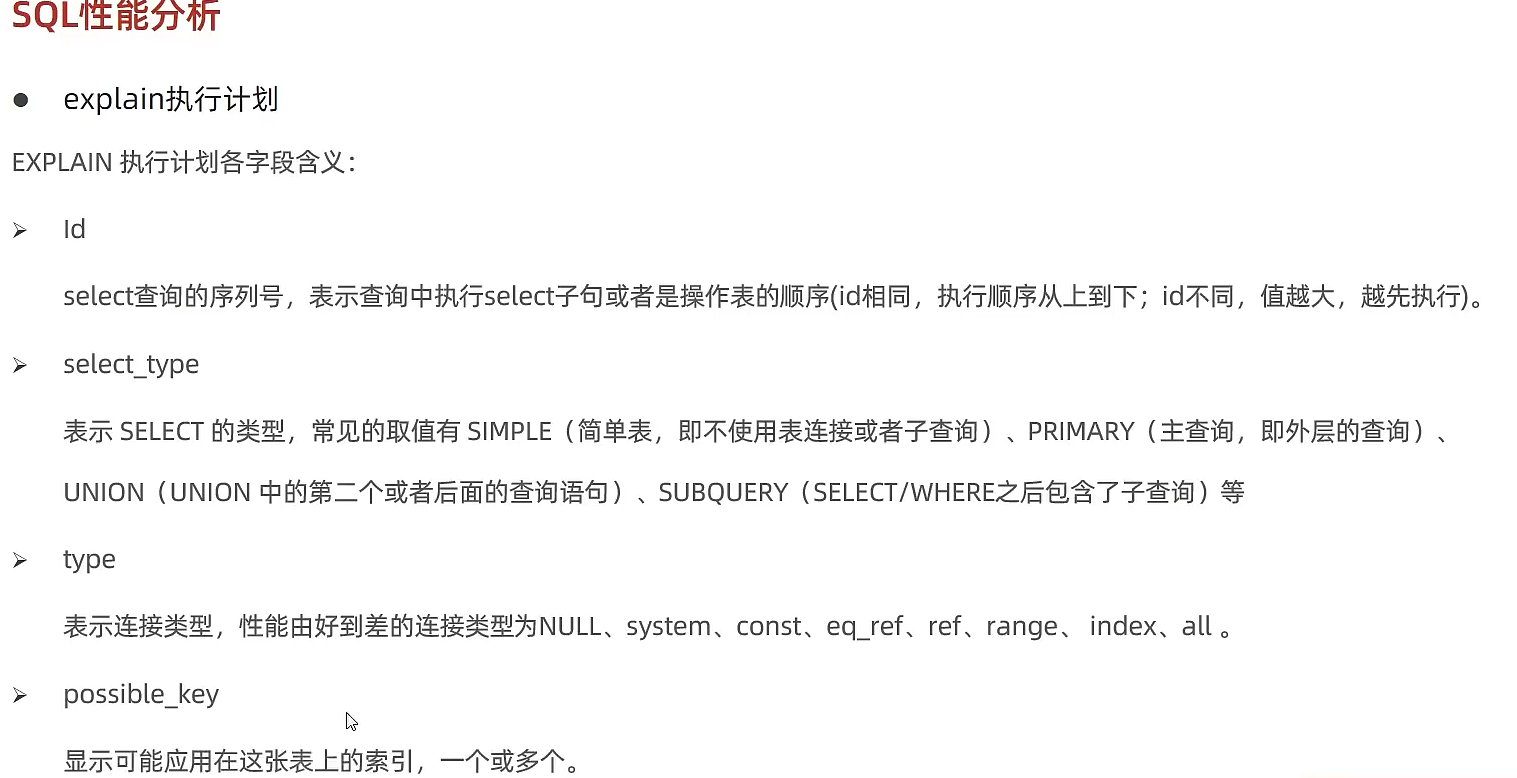 SQL性能分析
explain执行计划
EXPLAIN 执行计划各字段含义：
Id
select查询的序列号，表示查询中执行select子句或者是操作表的顺序(id相同，执行顺序从上到下；id不同，值越大，越先执行)。
select_type
表示 SELECT 的类型，常见的取值有 SIMPLE（简单表，即不使用表连接或者子查询）、PRIMARY（主查询，即外层的查询）、
UNION（UNION 中的第二个或者后面的查询语句）、SUBQUERY（SELECT/WHERE之后包含了子查询）等
type
表示连接类型，性能由好到差的连接类型为NULL、system、const、eq_ref、ref、range、 index、all 。
possible_key
显示可能应用在这张表上的索引，一个或多个。